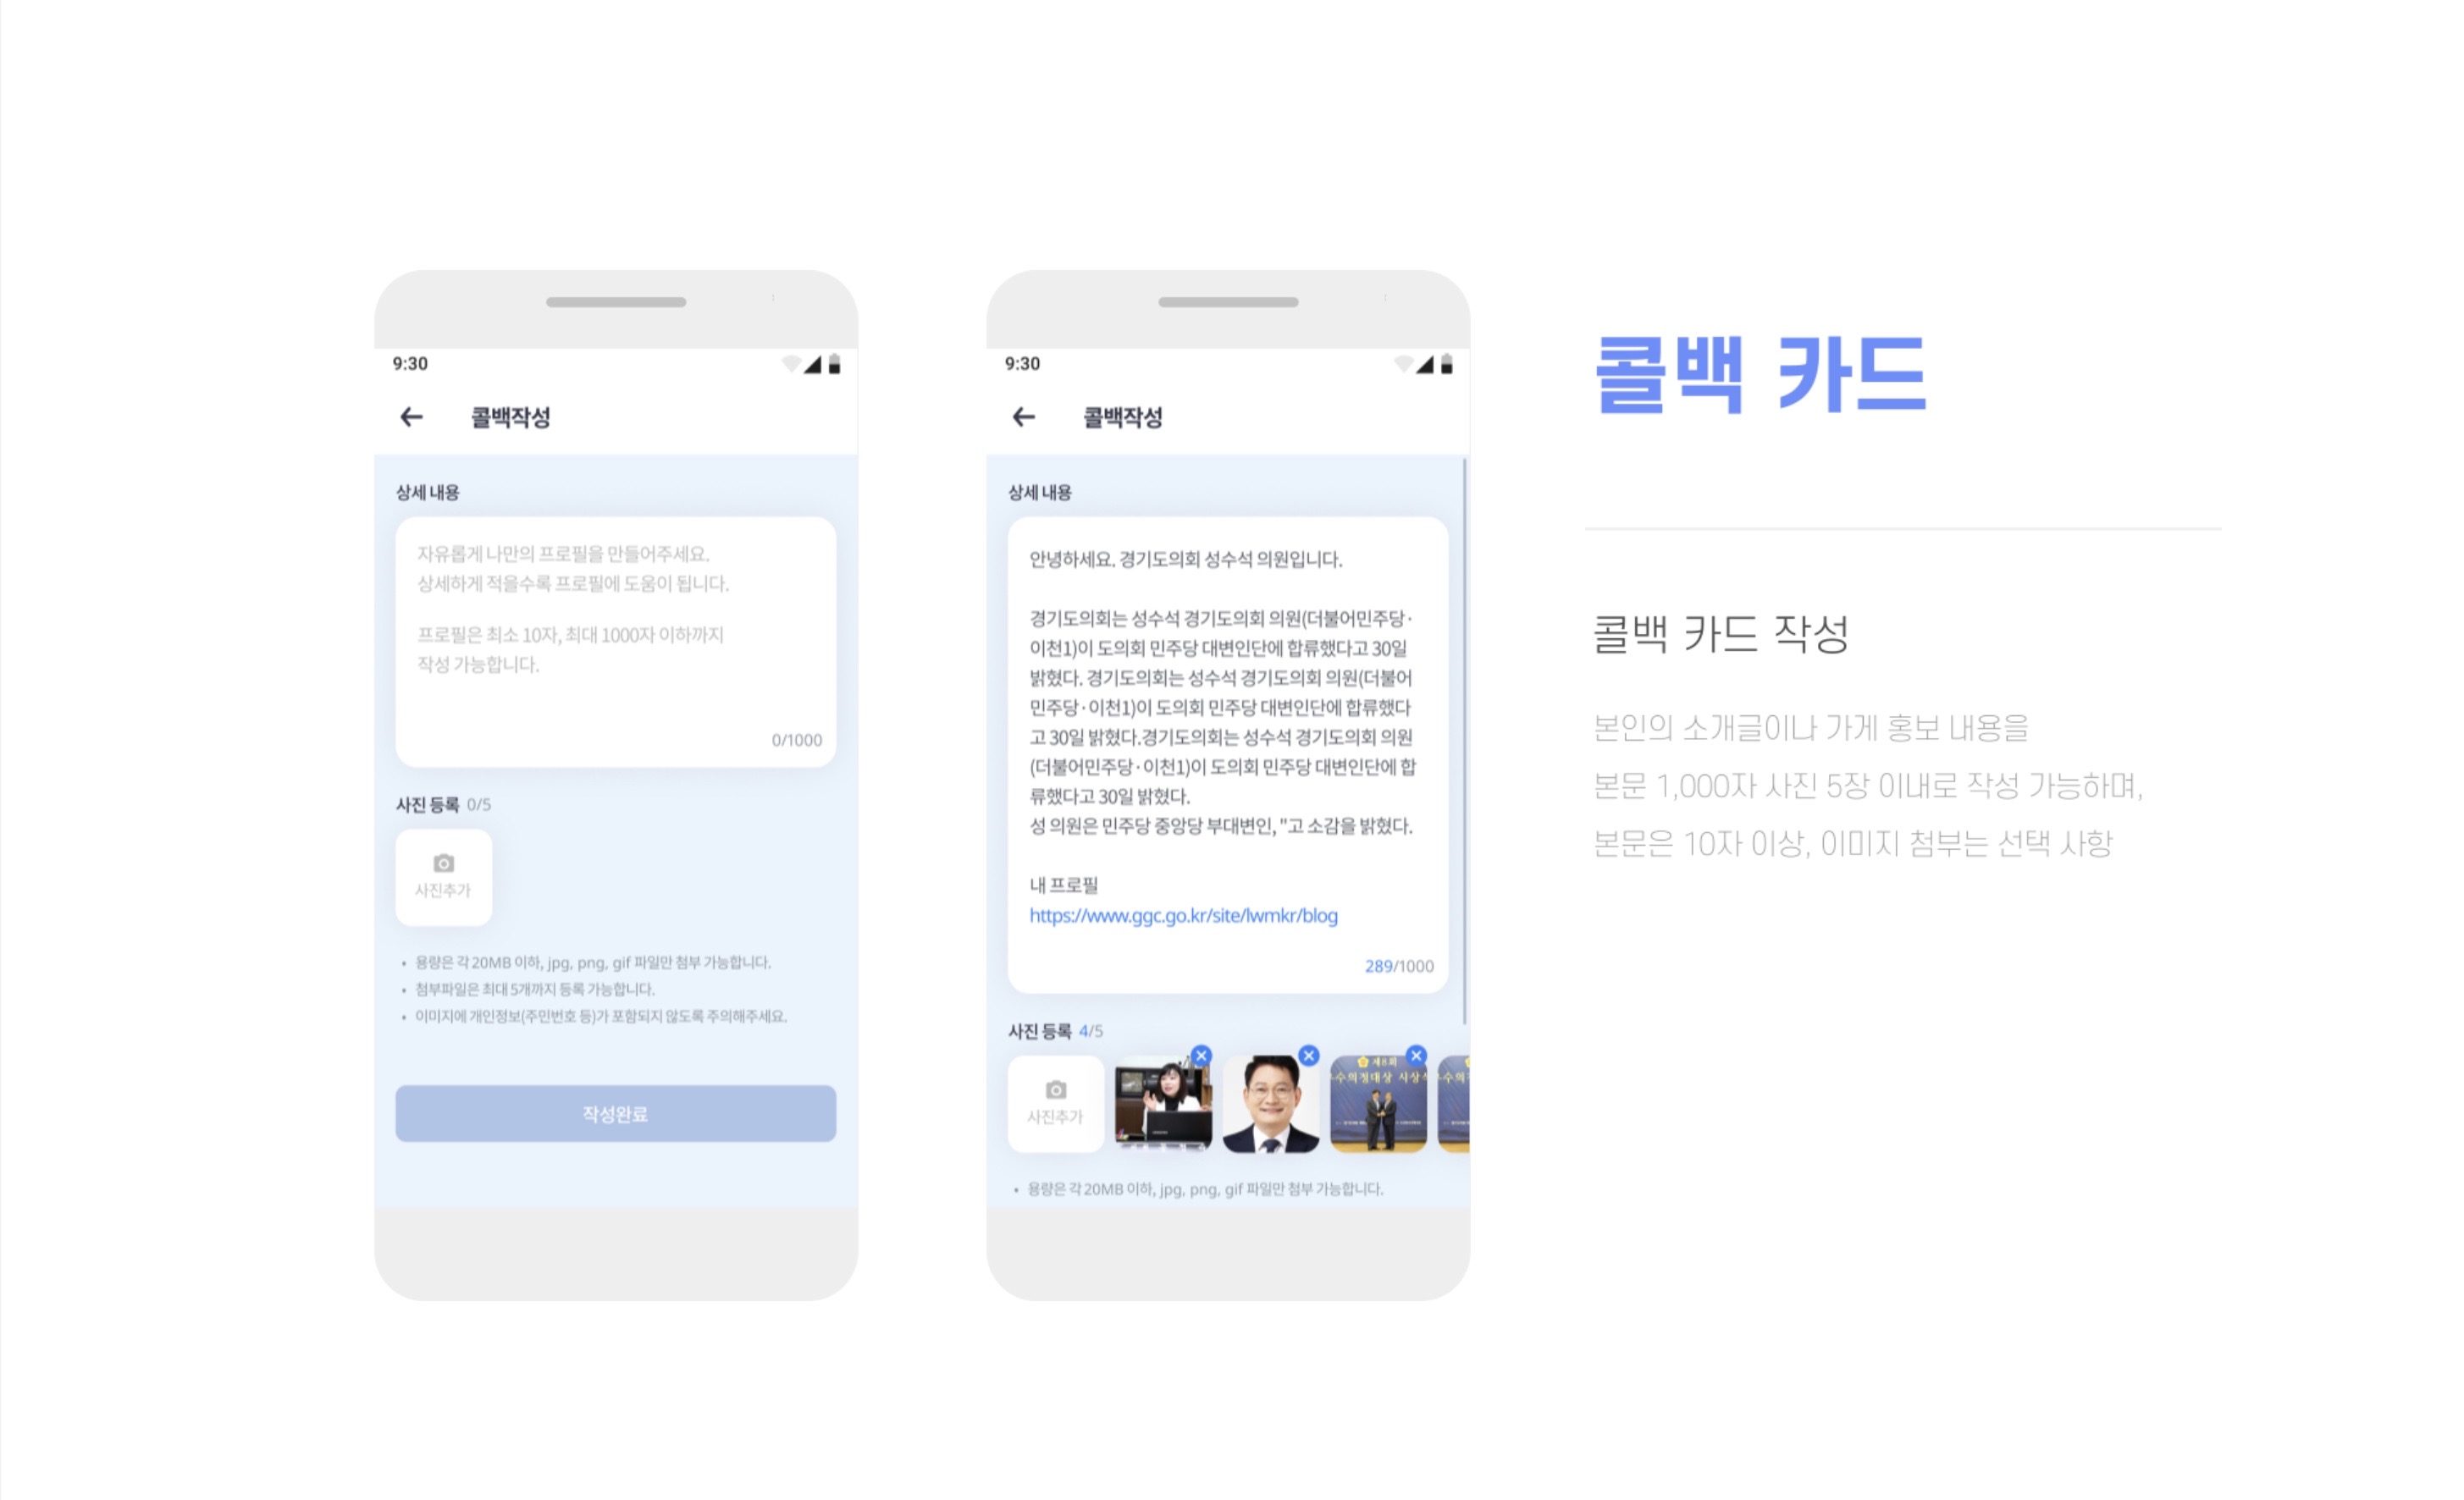 9:30
콜백작성
상세 내용
자유롭게 나만의 프로필을 만들어주세요.
상세하게 적을수록 프로필에 도움이 됩니다.
프로필은 최소 10자, 최대 1000자 이하까지
작성 가능합니다.
0/1000
사진 등록 0/5
사진추가
• 용량은 각 20MB 이하, jpg, png, gif 파일만 첨부 가능합니다.
• 첨부파일은 최대 5개까지 등록 가능합니다.
• 이미지에 개인정보(주민번호 등)가 포함되지 않도록 주의해주세요.
작성완료
9:30
콜백작성
상세 내용
안녕하세요. 경기도의회 성수석 의원입니다.
경기도의회는 성수석 경기도의회 의원(더불어민주당·
이천1)이 도의회 민주당 대변인단에 합류했다고 30일
밝혔다. 경기도의회는 성수석 경기도의회 의원(더불어
민주당·이천1)이 도의회 민주당 대변인단에 합류했다
고 30일 밝혔다.경기도의회는 성수석 경기도의회 의원
(더불어민주당·이천1)이 도의회 민주당 대변인단에 합
류했다고 30일 밝혔다.
성 의원은 민주당 중앙당 부대변인, "고 소감을 밝혔다.
내 프로필
https://www.ggc.go.kr/site/lwmkr/blog
289/1000
사진 등록 4/5
사진추가
제8회
수의정대상 시상식
• 용량은 각 20MB 이하, jpg, png, gif 파일만 첨부 가능합니다.
콜백 카드
콜백 카드 작성
본인의 소개글이나 가게 홍보 내용을
본문 1,000자 사진 5장 이내로 작성 가능하며,
본문은 10자 이상, 이미지 첨부는 선택 사항